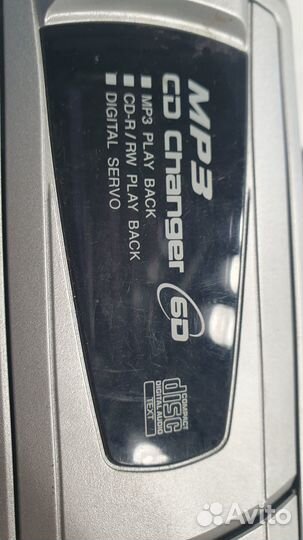 MP3
CD Changer 6D
MP3 PLAY BACK
CD-R/RW PLAY BACK
DIGITAL SERVO
COMPACT
disc
DIGITAL AUDIO
TEXT
Avito